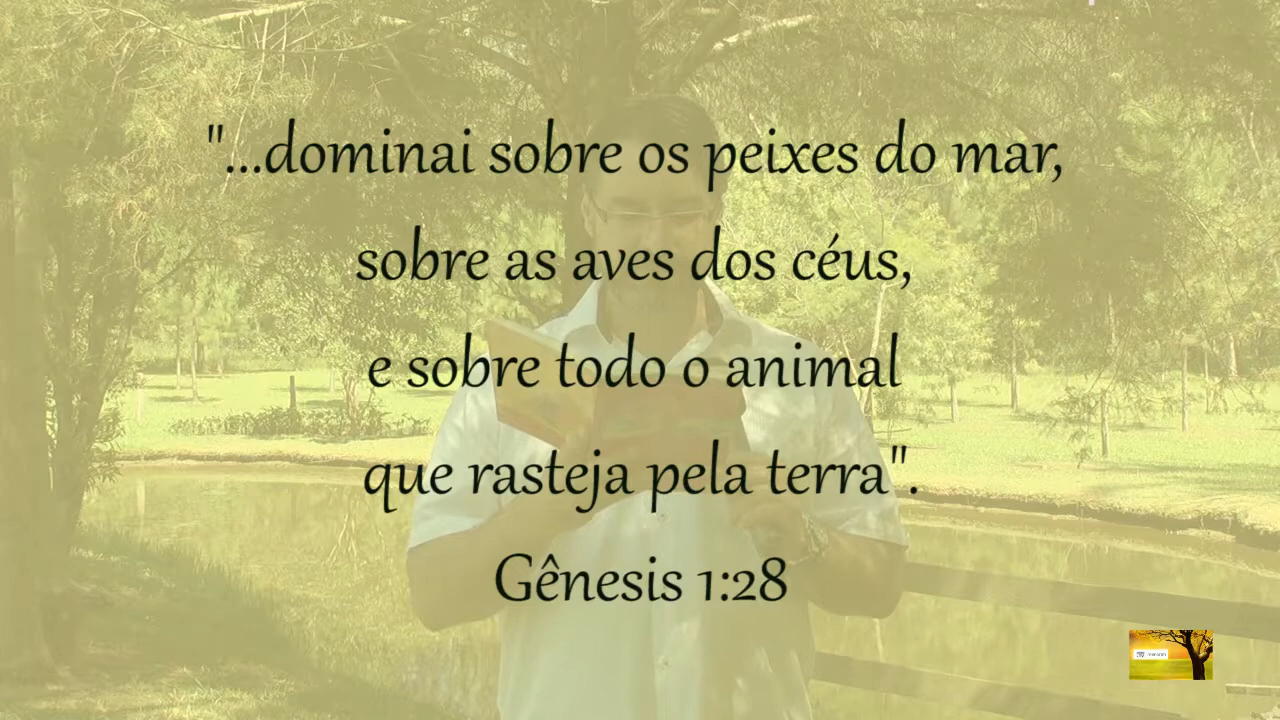 "...dominai sobre os peixes do mar,
sobre as aves dos céus,
e sobre todo o animal
que rasteja pela terra".
Gênesis 1:28